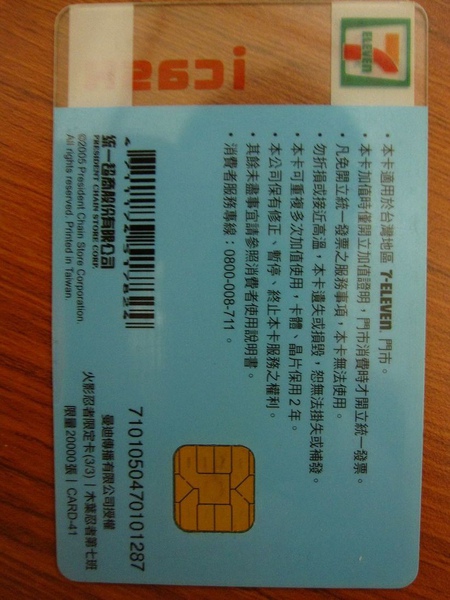 icash
7
ELEVEN
・本卡適用於台灣地區 7-ELEVEN. 門市。
・本卡加值時僅開立加值證明，門市消費時才開立統一發票。
・凡免開立統一發票之服務事項，本卡無法使用。
・勿折損或接近高溫，本卡遺失或損毀，恕無法掛失或補發。
・本卡可重複多次加值使用，卡體、晶片保用 2 年。
・本公司保有修正、暫停、終止本卡服務之權利。
・其餘未盡事宜請參照消費者使用說明書。
・消費者服務專線：0800-008-711。
統一超商股份有限公司
PRESIDENT CHAIN STORE CORP.
©2005 President Chain Store Corporation.
All rights reserved. Printed in Taiwan.
7101050470101287
曼迪傳播有限公司授權
火影忍者限定卡(3/3)｜木葉忍者第七班
限量20000張｜CARD-41